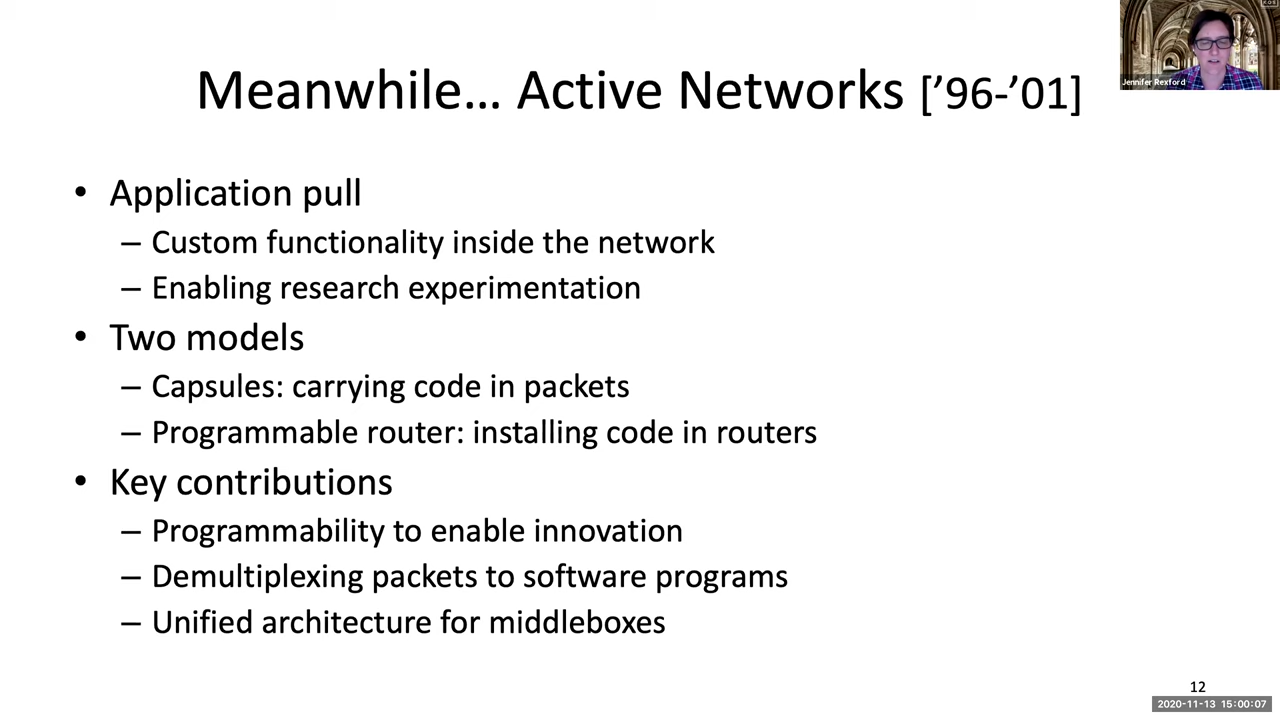 Meanwhile… Active Networks [’96-’01]
Jennifer Rexford
• Application pull
– Custom functionality inside the network
– Enabling research experimentation
• Two models
– Capsules: carrying code in packets
– Programmable router: installing code in routers
• Key contributions
– Programmability to enable innovation
– Demultiplexing packets to software programs
– Unified architecture for middleboxes
12
2020-11-13 15:00:07